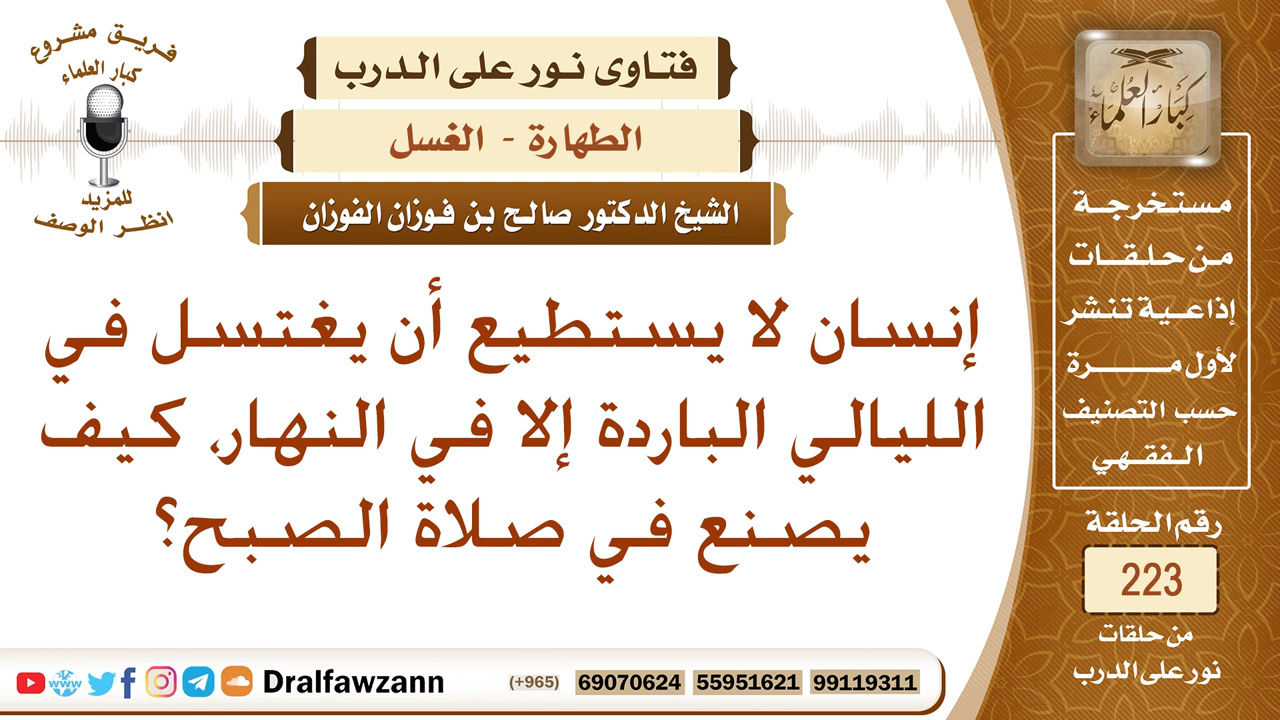 فريق مشروع
كبار العلماء
للمزيد
انظر الوصف
فتاوى نور على الدرب
الطهارة - الغسل
الشيخ الدكتور صالح بن فوزان الفوزان
إنسان لا يستطيع أن يغتسل في
الليالي الباردة إلا في النهار، كيف
يصنع في صلاة الصبح؟
كبار العلماء
مستخرجة
من حلقات
إذاعية تنشر
لأول مرة
حسب التصنيف
الفقهي
رقم الحلقة
223
من حلقات
نور على الدرب
www Dralfawzann (+965) 69070624 55951621 99119311